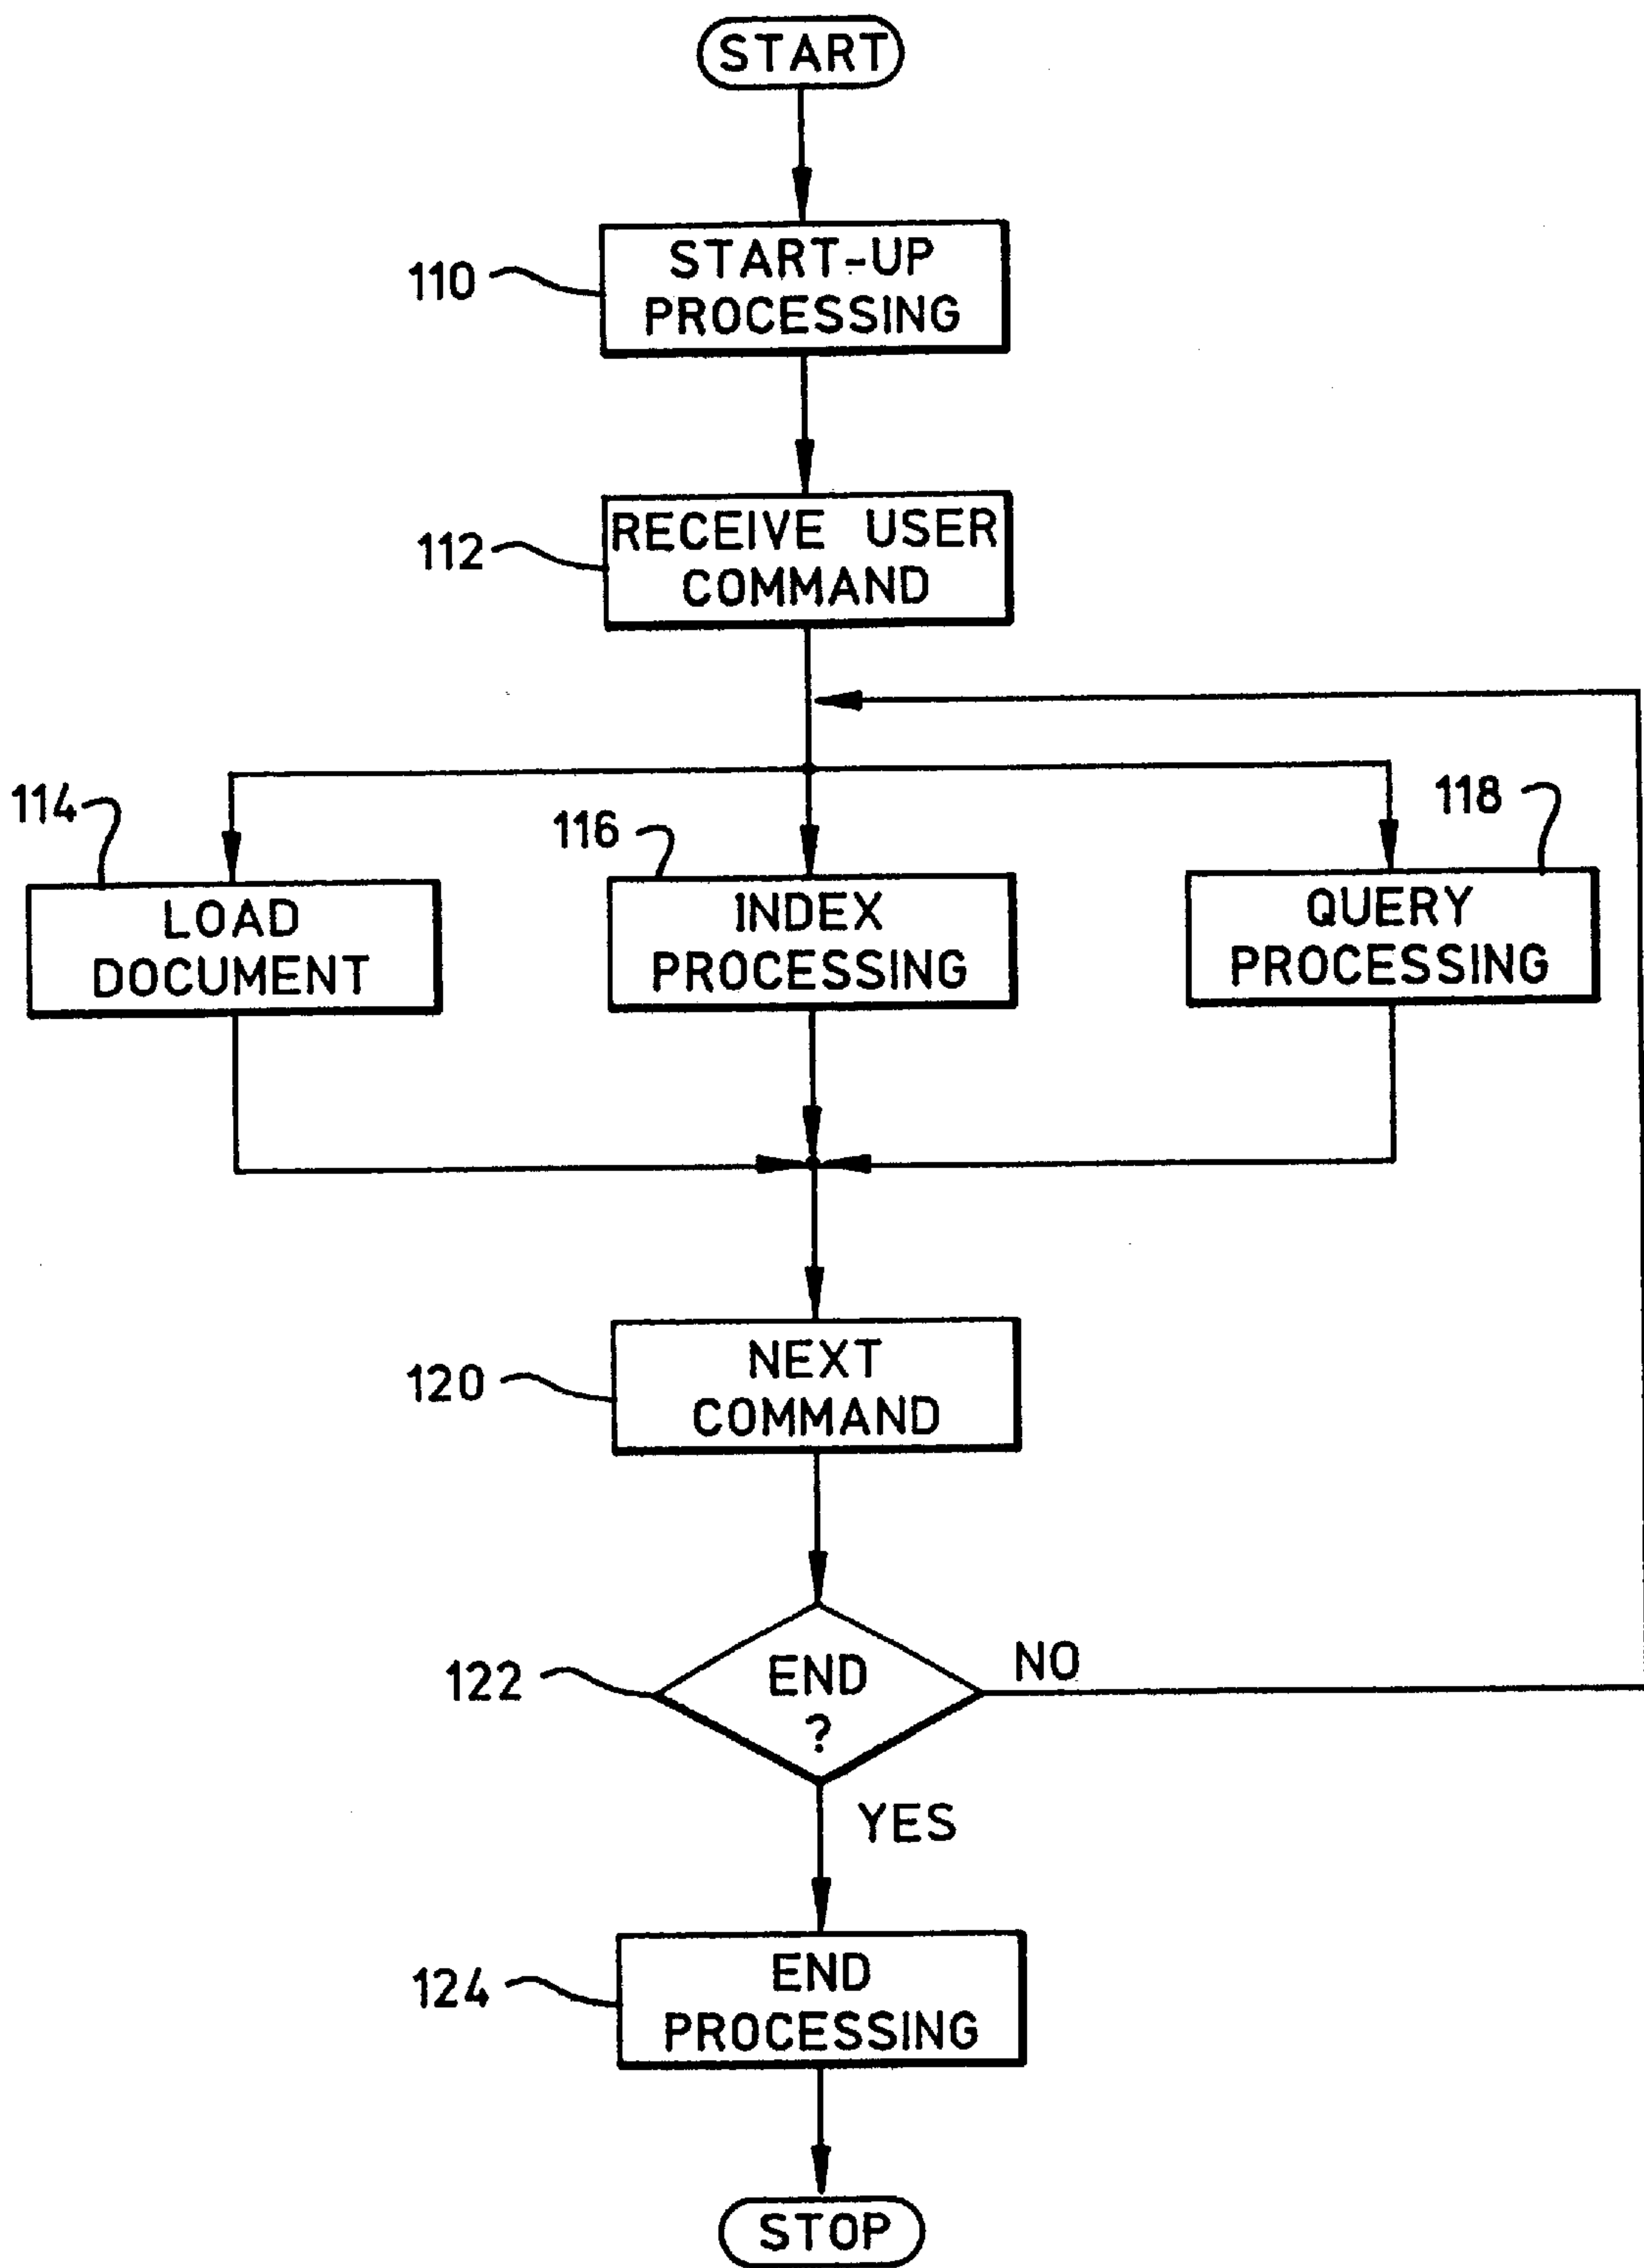 START
110
START-UP
PROCESSING
112
RECEIVE USER
COMMAND
114
LOAD
DOCUMENT
116
INDEX
PROCESSING
118
QUERY
PROCESSING
120
NEXT
COMMAND
122
END
?
NO
YES
124
END
PROCESSING
STOP